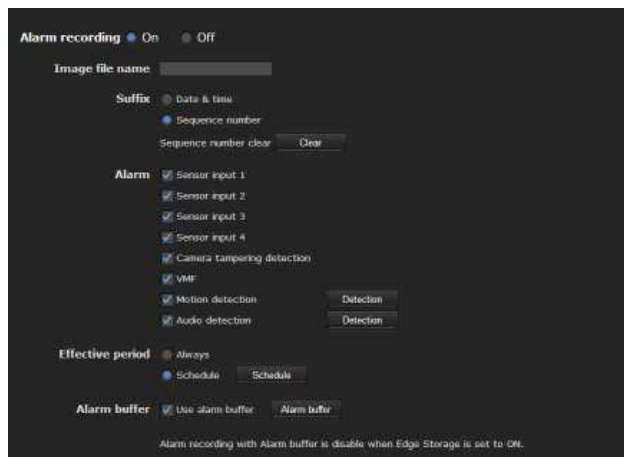 Alarm recording On Off
Image file name
Suffix Date & time
Sequence number
Sequence number clear Clear
Alarm Sensor input 1
Sensor input 2
Sensor input 3
Sensor input 4
Camera tampering detection
VMF
Motion detection Detection
Audio detection Detection
Effective period Always
Schedule Schedule
Alarm buffer Use alarm buffer Alarm buffer
Alarm recording with Alarm buffer is disable when Edge Storage is set to ON.